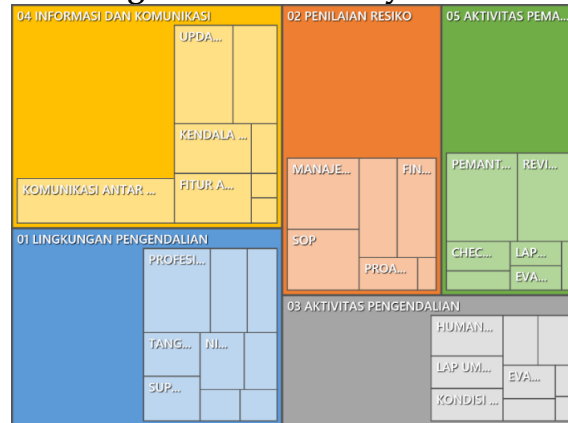 04 INFORMASI DAN KOMUNIKASI
UPDA...
KENDALA ...
KOMUNIKASI ANTAR ...
FITUR A...
02 PENILAIAN RESIKO
MANAJE...
FIN...
SOP
PROA...
05 AKTIVITAS PEMA...
PEMANT...
REVI...
CHEC...
LAP...
EVA...
01 LINGKUNGAN PENGENDALIAN
PROFESI...
TANG...
NI...
SUP...
03 AKTIVITAS PENGENDALIAN
HUMAN...
LAP UM...
EVA...
KONDISI ...